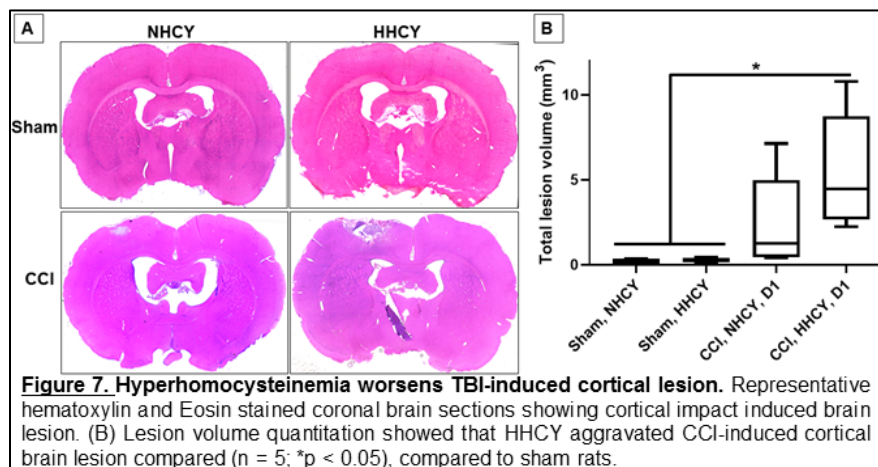 A
NHCY
HHCY
Sham
CCI
B
*
Total lesion volume (mm³)
10
5
0
Sham, NHCY
Sham, HHCY
CCI, NHCY, D1
CCI, HHCY, D1
Figure 7. Hyperhomocysteinemia worsens TBI-induced cortical lesion. Representative
hematoxylin and Eosin stained coronal brain sections showing cortical impact induced brain
lesion. (B) Lesion volume quantitation showed that HHCY aggravated CCI-induced cortical
brain lesion compared (n = 5; *p < 0.05), compared to sham rats.